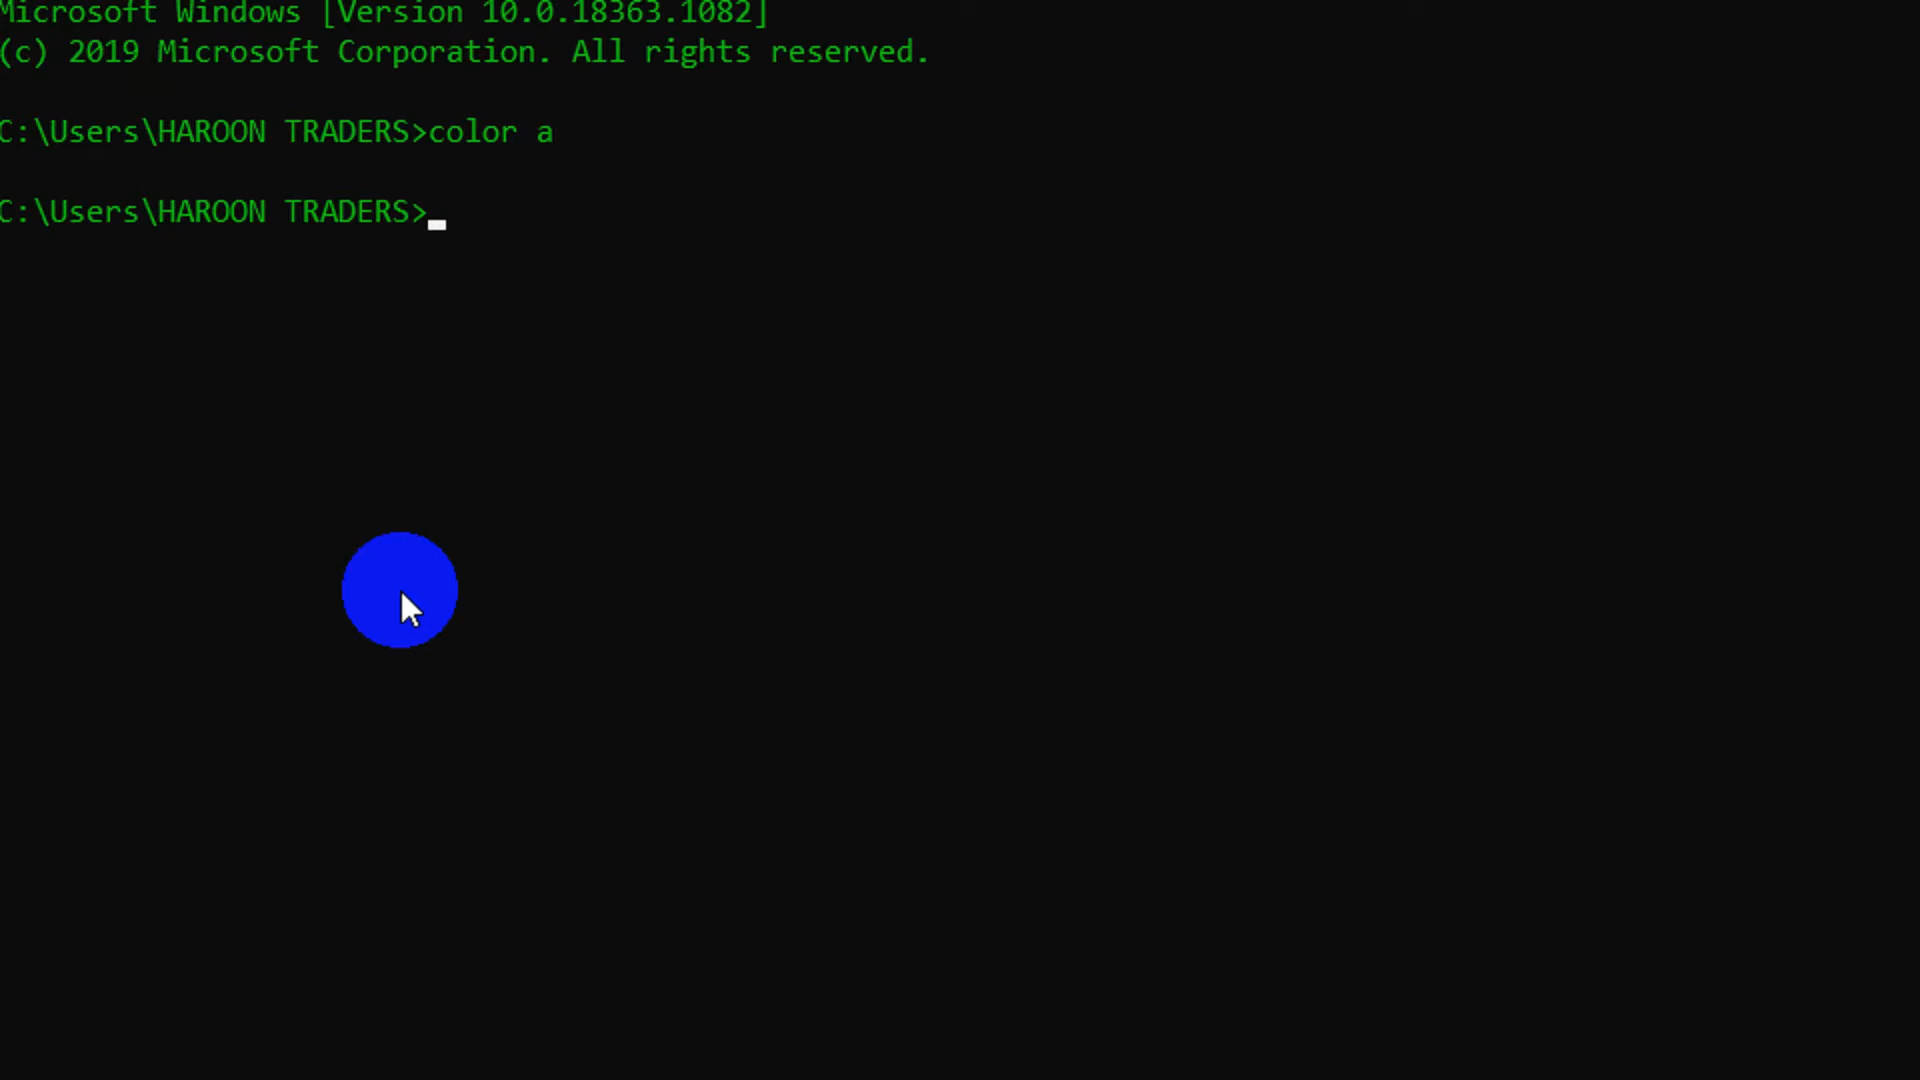 Microsoft Windows [Version 10.0.18363.1082]
(c) 2019 Microsoft Corporation. All rights reserved.
C:\Users\HAROON TRADERS>color a
C:\Users\HAROON TRADERS>